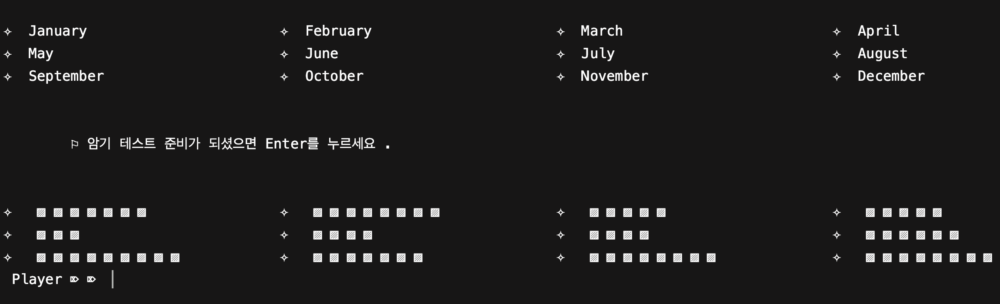 ✧ January ✧ February ✧ March ✧ April
✧ May ✧ June ✧ July ✧ August
✧ September ✧ October ✧ November ✧ December
⚐ 암기 테스트 준비가 되셨으면 Enter를 누르세요 .
✧ ▨ ▨ ▨ ▨ ▨ ▨ ▨ ✧ ▨ ▨ ▨ ▨ ▨ ▨ ▨ ▨ ✧ ▨ ▨ ▨ ▨ ▨ ✧ ▨ ▨ ▨ ▨ ▨
✧ ▨ ▨ ▨ ✧ ▨ ▨ ▨ ▨ ✧ ▨ ▨ ▨ ▨ ✧ ▨ ▨ ▨ ▨ ▨ ▨
✧ ▨ ▨ ▨ ▨ ▨ ▨ ▨ ▨ ▨ ✧ ▨ ▨ ▨ ▨ ▨ ▨ ▨ ✧ ▨ ▨ ▨ ▨ ▨ ▨ ▨ ▨ ✧ ▨ ▨ ▨ ▨ ▨ ▨ ▨ ▨
Player ⌦ ⌦